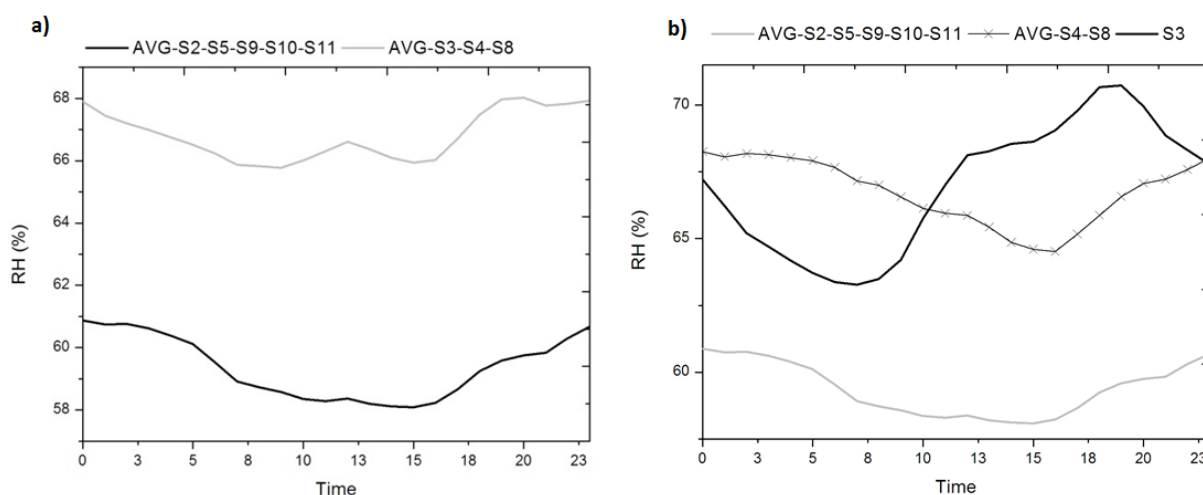 a)
AVG-S2-S5-S9-S10-S11 AVG-S3-S4-S8
68
66
64
62
60
58
RH (%)
0 3 5 8 10 13 15 18 20 23
Time
b)
AVG-S2-S5-S9-S10-S11 AVG-S4-S8 S3
70
65
60
RH (%)
0 3 5 8 10 13 15 18 20 23
Time